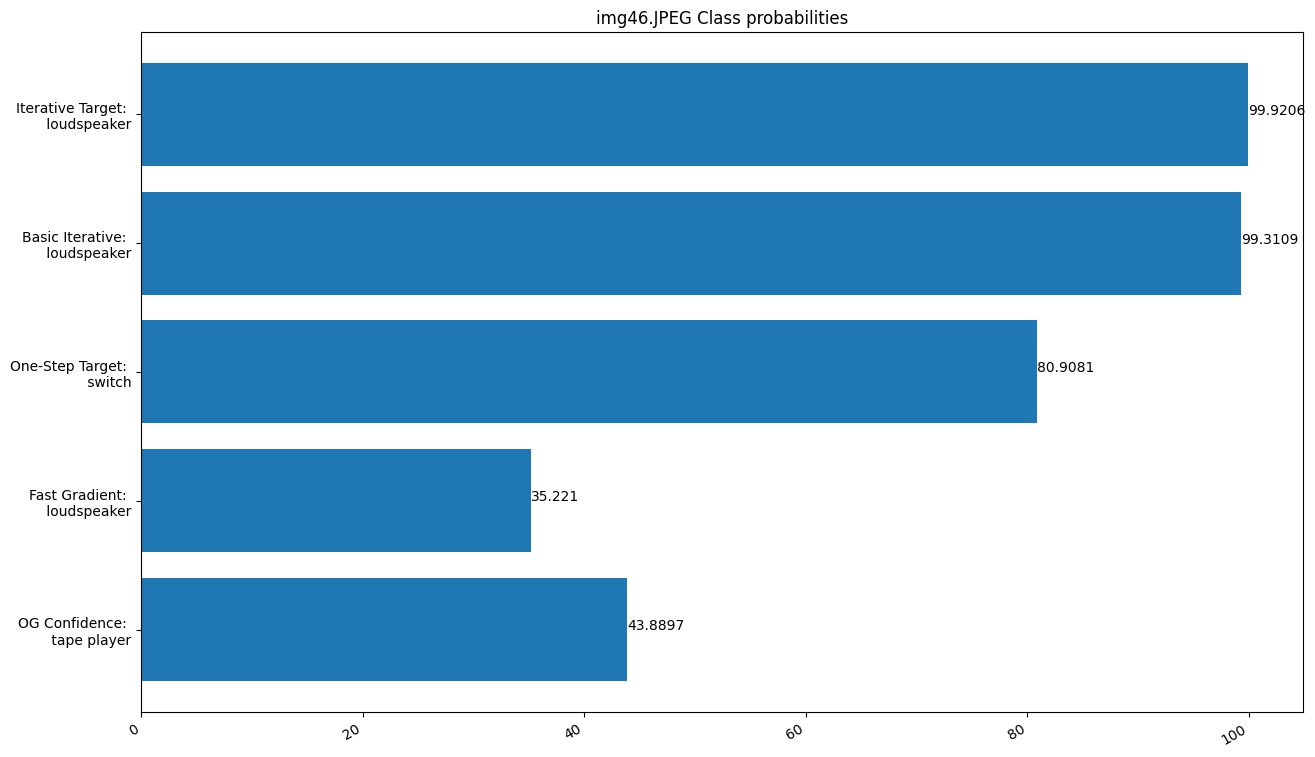 img46.JPEG Class probabilities
Iterative Target:
loudspeaker
99.9206
Basic Iterative:
loudspeaker
99.3109
One-Step Target:
switch
80.9081
Fast Gradient:
loudspeaker
35.221
OG Confidence:
tape player
43.8897
0
20
40
60
80
100